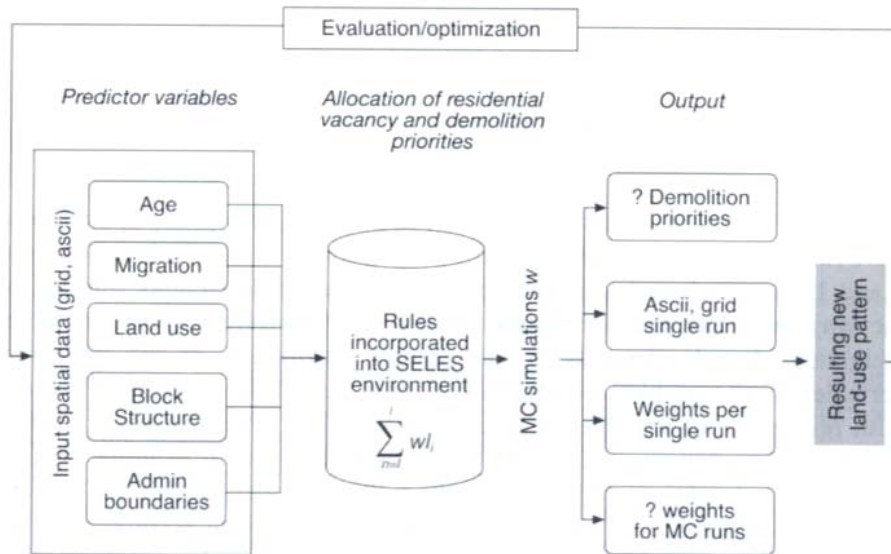 Evaluation/optimization
Predictor variables
Allocation of residential
vacancy and demolition
priorities
Output
Input spatial data (grid, ascii)
Age
Migration
Land use
Block
Structure
Admin
boundaries
Rules
incorporated
into SELES
environment
MC simulations w
? Demolition
priorities
Ascii, grid
single run
Weights per
single run
? weights
for MC runs
Resulting new
land-use pattern